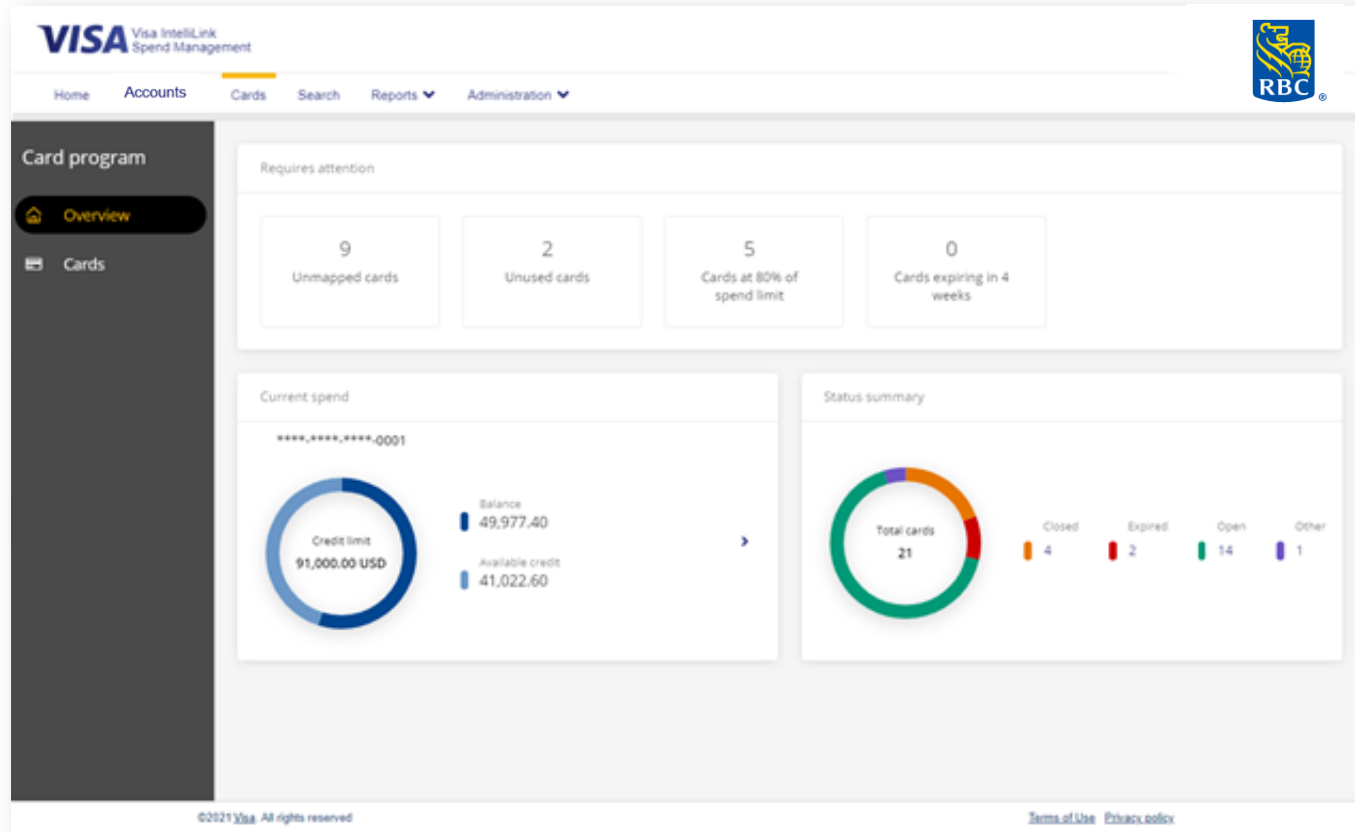 VISA Visa IntelliLink
Spend Management
RBC ®
Home Accounts Cards Search Reports Administration
Card program
Overview
Cards
Requires attention
9
Unmapped cards
2
Unused cards
5
Cards at 80% of
spend limit
0
Cards expiring in 4
weeks
Current spend
****-****-****-0001
Credit limit
91,000.00 USD
Balance
49,977.40
Available credit
41,022.60
Status summary
Total cards
21
Closed
4
Expired
2
Open
14
Other
1
©2021 Visa. All rights reserved
Terms of Use Privacy policy